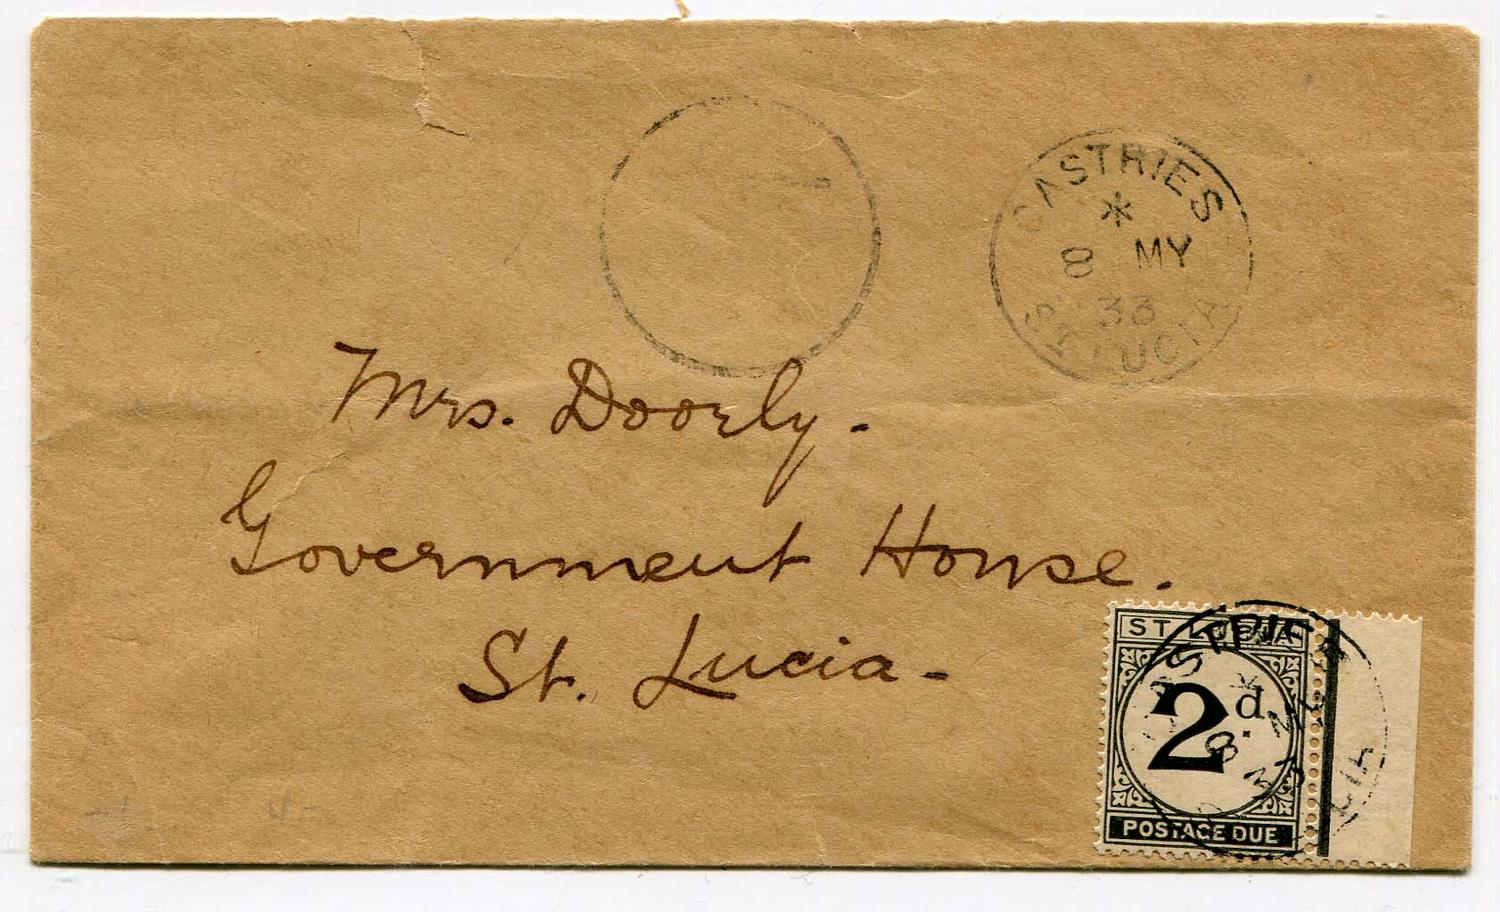 CASTRIES
*
8 MY
33
ST LUCIA
Mrs. Doorly.
Government House.
St. Lucia-
ST LUCIA
2d.
POSTAGE DUE